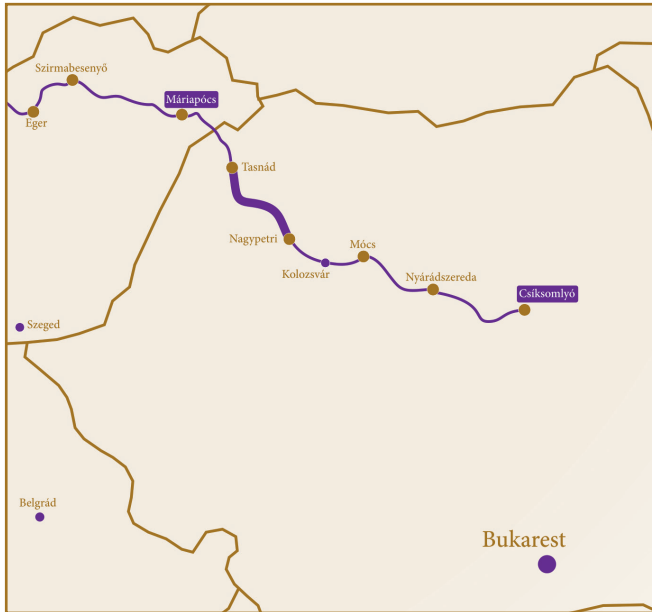 Szirmabesenyő
Máriapócs
Eger
Tasnád
Nagypetri
Mócs
Kolozsvár
Nyárádszereda
Csíksomlyó
Szeged
Belgrád
Bukarest